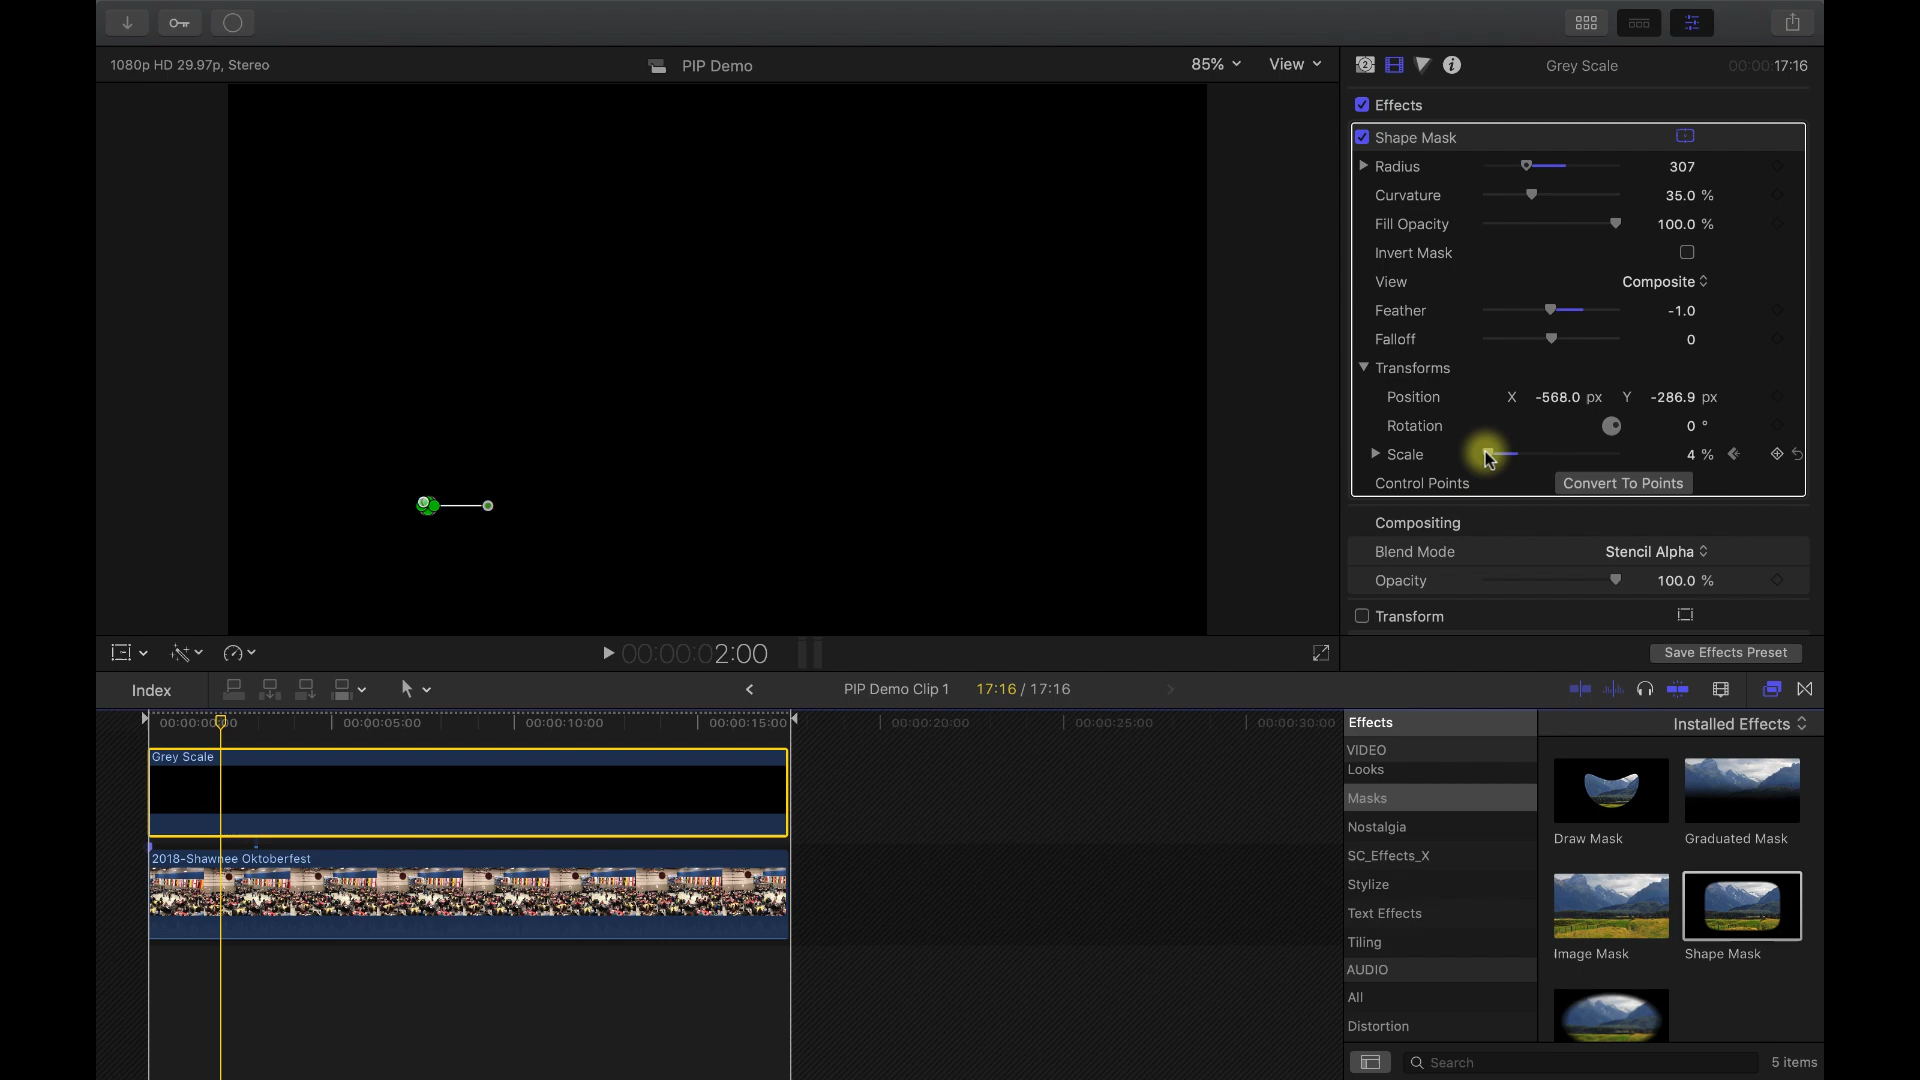 1080p HD 29.97p, Stereo
PIP Demo
85%
View
Grey Scale
00:00:17:16
Effects
Shape Mask
Radius
307
Curvature
35.0 %
Fill Opacity
100.0 %
Invert Mask
View
Composite
Feather
-1.0
Falloff
0
Transforms
Position
X -568.0 px Y -286.9 px
Rotation
0 °
Scale
4 %
Control Points
Convert To Points
Compositing
Blend Mode
Stencil Alpha
Opacity
100.0 %
Transform
Save Effects Preset
00:00:02:00
Index
PIP Demo Clip 1
17:16 / 17:16
00:00:05:00
00:00:10:00
00:00:15:00
00:00:20:00
00:00:25:00
00:00:30:00
Grey Scale
2018-Shawnee Oktoberfest
Effects
Installed Effects
VIDEO
Looks
Masks
Nostalgia
SC_Effects_X
Stylize
Text Effects
Tiling
AUDIO
All
Distortion
Draw Mask
Graduated Mask
Image Mask
Shape Mask
Search
5 items